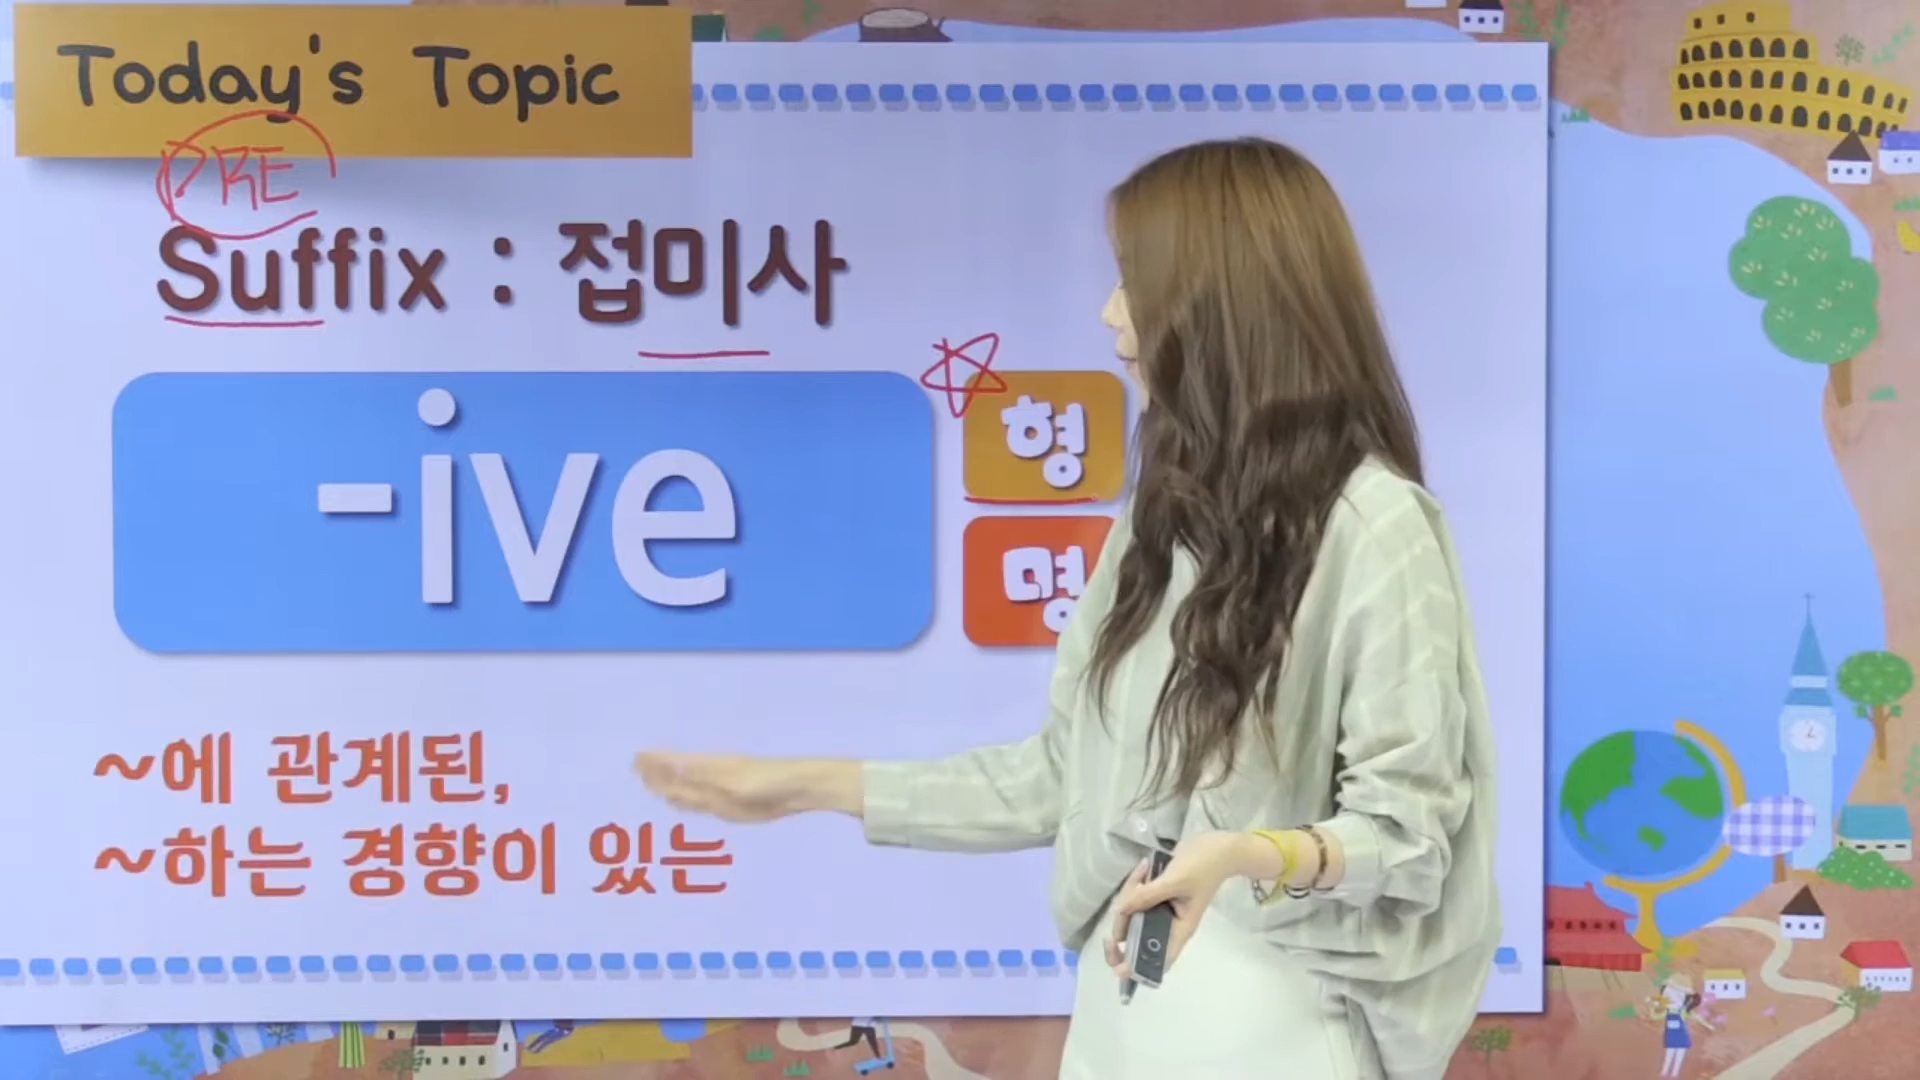 Today's Topic
PRE
Suffix : 접미사
-ive
형
명
~에 관계된,
~하는 경향이 있는